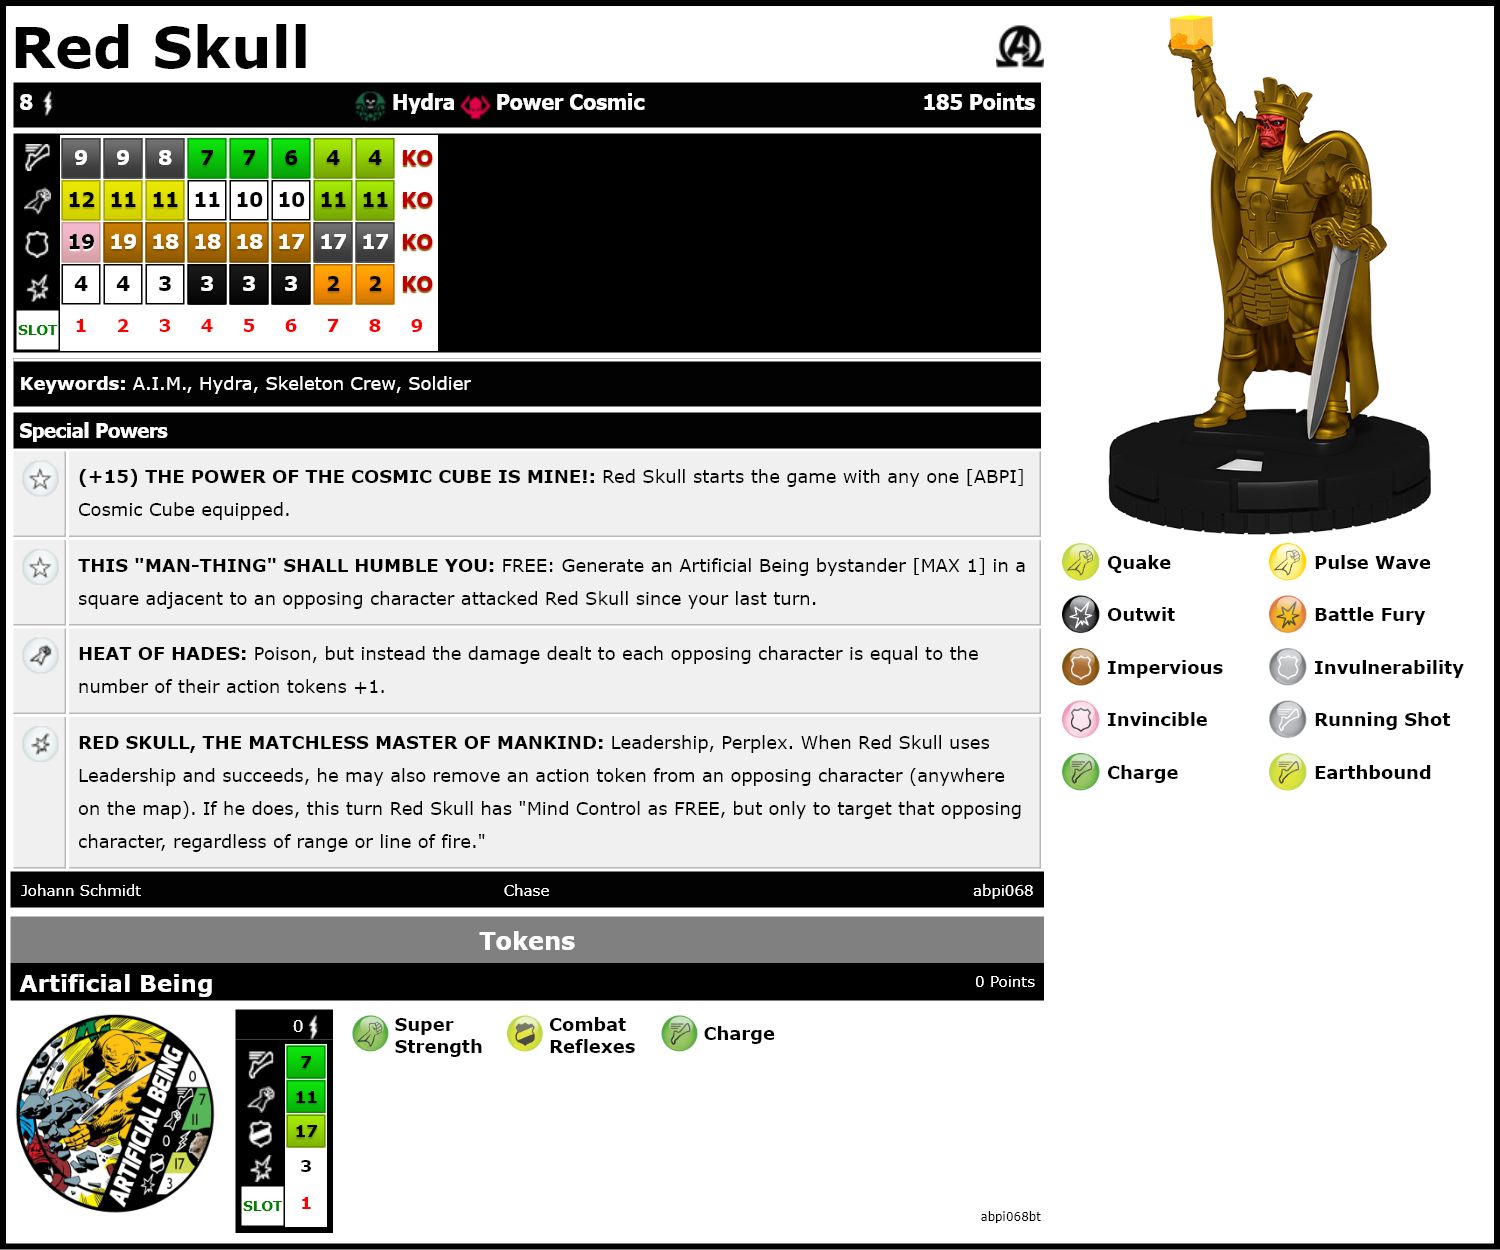 Red Skull
8 Hydra Power Cosmic 185 Points
9 9 8 7 7 6 4 4 KO
12 11 11 11 10 10 11 11 KO
19 19 18 18 18 17 17 17 KO
4 4 3 3 3 3 2 2 KO
SLOT 1 2 3 4 5 6 7 8 9
Keywords: A.I.M., Hydra, Skeleton Crew, Soldier
Special Powers
(+15) THE POWER OF THE COSMIC CUBE IS MINE!: Red Skull starts the game with any one [ABPI]
Cosmic Cube equipped.
THIS "MAN-THING" SHALL HUMBLE YOU: FREE: Generate an Artificial Being bystander [MAX 1] in a
square adjacent to an opposing character attacked Red Skull since your last turn.
HEAT OF HADES: Poison, but instead the damage dealt to each opposing character is equal to the
number of their action tokens +1.
RED SKULL, THE MATCHLESS MASTER OF MANKIND: Leadership, Perplex. When Red Skull uses
Leadership and succeeds, he may also remove an action token from an opposing character (anywhere
on the map). If he does, this turn Red Skull has "Mind Control as FREE, but only to target that opposing
character, regardless of range or line of fire."
Johann Schmidt Chase abpi068
Quake Pulse Wave
Outwit Battle Fury
Impervious Invulnerability
Invincible Running Shot
Charge Earthbound
Tokens
Artificial Being 0 Points
ARTIFICIAL BEING
0
7
11
0
17
3
0
7
11
17
3
SLOT 1
Super
Strength
Combat
Reflexes
Charge
abpi068bt